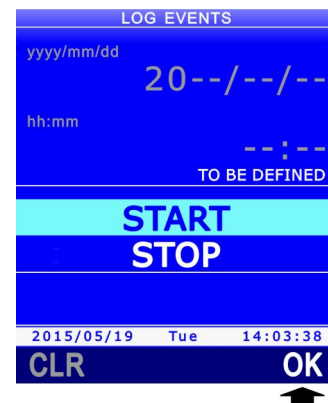 LOG EVENTS
yyyy/mm/dd
20--/--/--
hh:mm
--:--
TO BE DEFINED
START
STOP
2015/05/19 Tue 14:03:38
CLR OK